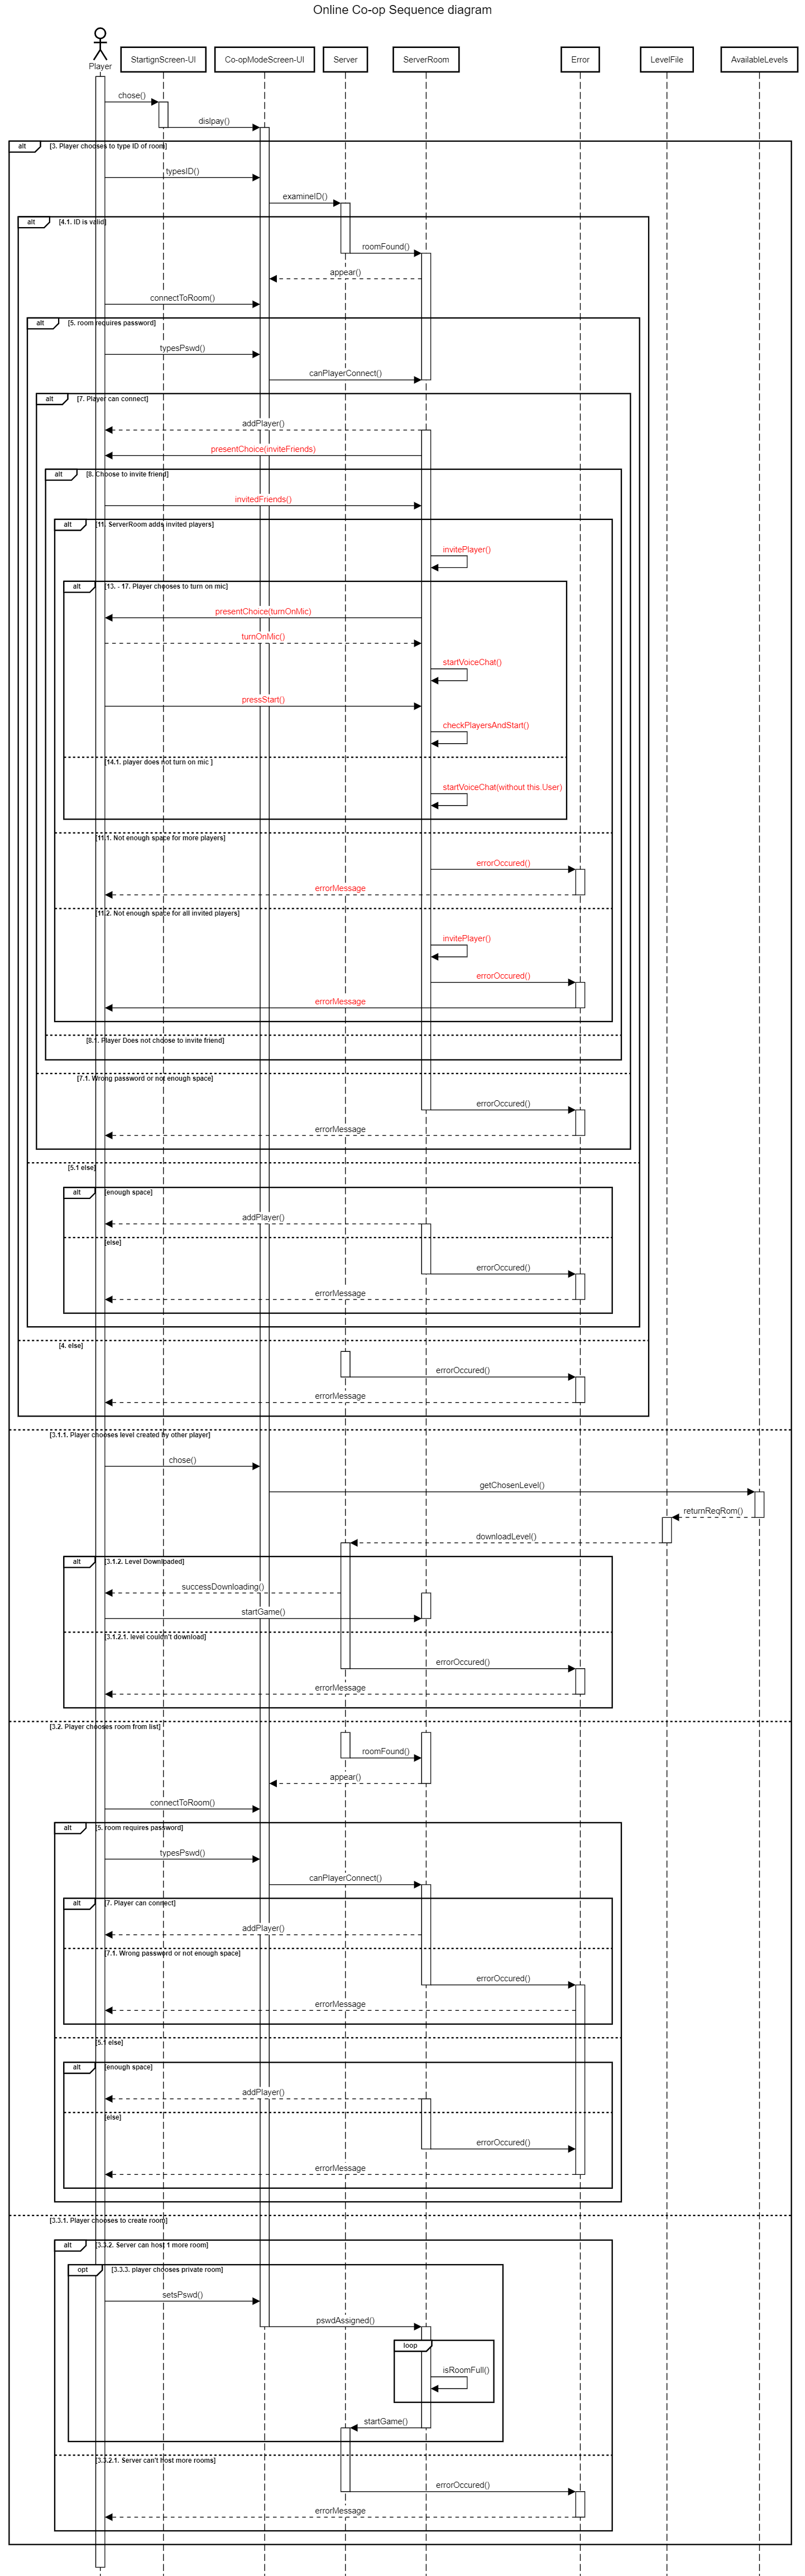 Online Co-op Sequence diagram
Player
StartignScreen-UI
Co-opModeScreen-UI
Server
ServerRoom
Error
LevelFile
AvailableLevels
chose()
dislpay()
alt [3. Player chooses to type ID of room]
typesID()
examineID()
alt [4.1. ID is valid]
roomFound()
appear()
connectToRoom()
alt [5. room requires password]
typesPswd()
canPlayerConnect()
alt [7. Player can connect]
addPlayer()
presentChoice(inviteFriends)
alt [8. Choose to invite friend]
invitedFriends()
alt [11. ServerRoom adds invited players]
invitePlayer()
alt [13. - 17. Player chooses to turn on mic]
presentChoice(turnOnMic)
turnOnMic()
startVoiceChat()
pressStart()
checkPlayersAndStart()
[14.1. player does not turn on mic ]
startVoiceChat(without this User)
[11.1. Not enough space for more players]
errorOccured()
errorMessage
[11.2. Not enough space for all invited players]
invitePlayer()
errorOccured()
errorMessage
[8.1. Player Does not choose to invite friend]
[7.1. Wrong password or not enough space]
errorOccured()
errorMessage
[5.1 else]
alt [enough space]
addPlayer()
[else]
errorOccured()
errorMessage
[4. else]
errorOccured()
errorMessage
[3.1.1. Player chooses level created by other player]
chose()
getChosenLevel()
returnReqRom()
downloadLevel()
alt [3.1.2. Level Downloaded]
successDownloading()
startGame()
[3.1.2.1. level couldn't download]
errorOccured()
errorMessage
[3.2. Player chooses room from list]
roomFound()
appear()
connectToRoom()
alt [5. room requires password]
typesPswd()
canPlayerConnect()
alt [7. Player can connect]
addPlayer()
[7.1. Wrong password or not enough space]
errorOccured()
errorMessage
[5.1 else]
alt [enough space]
addPlayer()
[else]
errorOccured()
errorMessage
[3.3.1. Player chooses to create room]
alt [3.3.2. Server can host 1 more room]
opt [3.3.3. player chooses private room]
setsPswd()
pswdAssigned()
loop
isRoomFull()
startGame()
[3.3.2.1. Server can't host more rooms]
errorOccured()
errorMessage